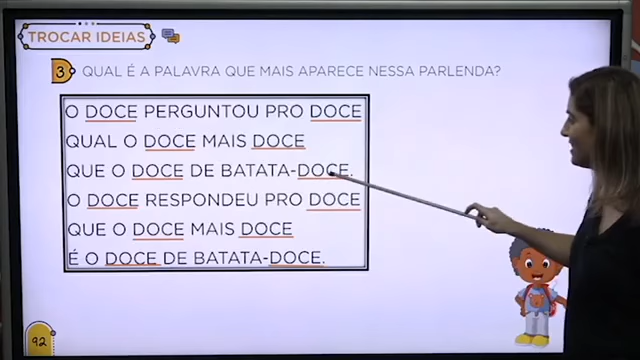 TROCAR IDEIAS
3 QUAL É A PALAVRA QUE MAIS APARECE NESSA PARLENDA?
O DOCE PERGUNTOU PRO DOCE
QUAL O DOCE MAIS DOCE
QUE O DOCE DE BATATA-DOCE.
O DOCE RESPONDEU PRO DOCE
QUE O DOCE MAIS DOCE
É O DOCE DE BATATA-DOCE.
92